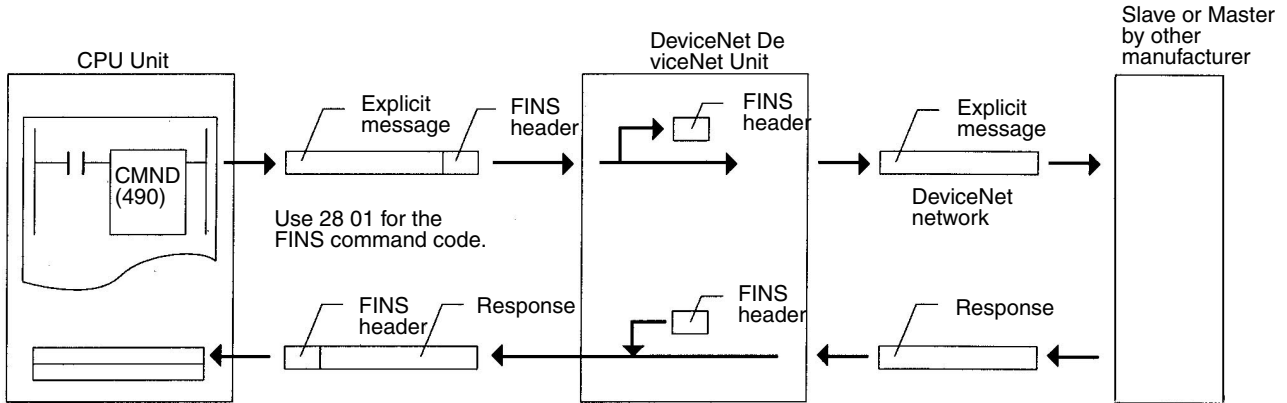 CPU Unit
DeviceNet De
viceNet Unit
Slave or Master
by other
manufacturer
Explicit
message
FINS
header
FINS
header
Explicit
message
CMND
(490)
Use 28 01 for the
FINS command code.
DeviceNet
network
FINS
header
Response
FINS
header
Response